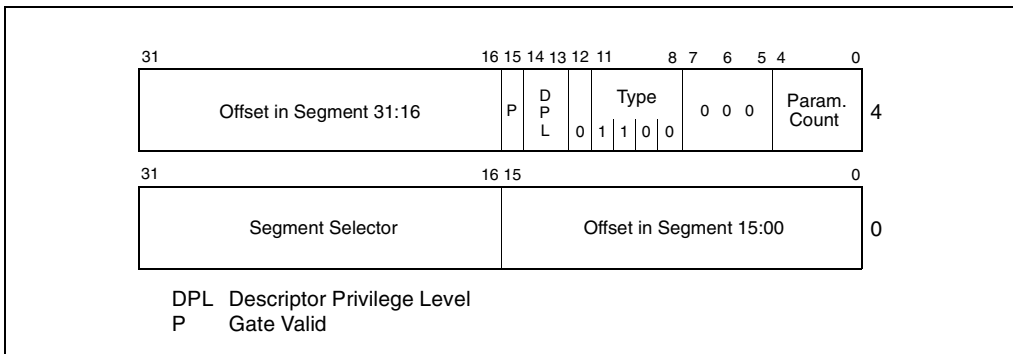 31 16 15 14 13 12 11 8 7 6 5 4 0
Offset in Segment 31:16 P D P L 0 Type 1 1 0 0 0 0 0 Param. Count 4
31 16 15 0
Segment Selector Offset in Segment 15:00 0
DPL Descriptor Privilege Level
P Gate Valid